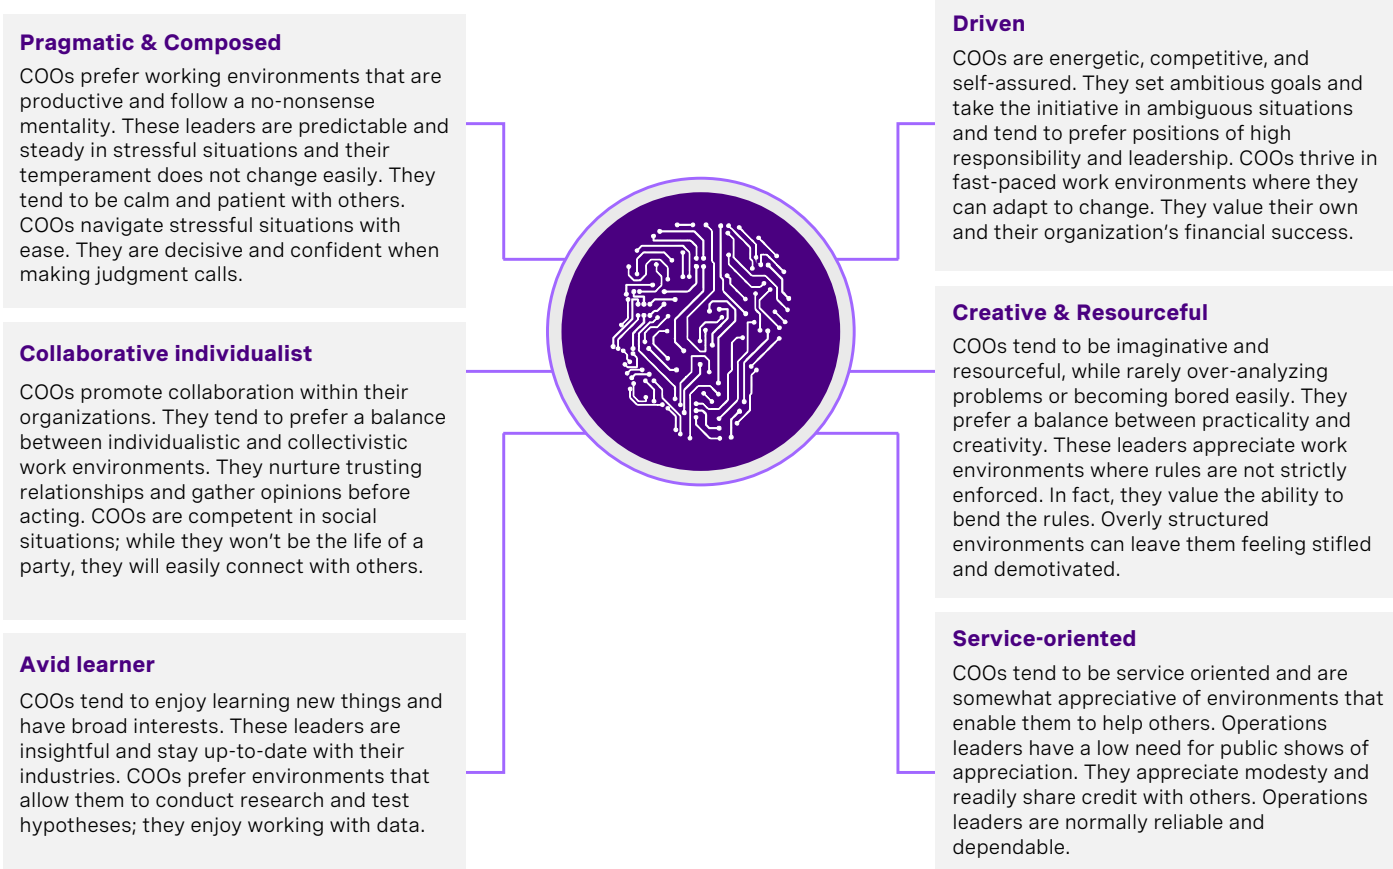 Pragmatic & Composed
COOs prefer working environments that are
productive and follow a no-nonsense
mentality. These leaders are predictable and
steady in stressful situations and their
temperament does not change easily. They
tend to be calm and patient with others.
COOs navigate stressful situations with
ease. They are decisive and confident when
making judgment calls.
Collaborative individualist
COOs promote collaboration within their
organizations. They tend to prefer a balance
between individualistic and collectivistic
work environments. They nurture trusting
relationships and gather opinions before
acting. COOs are competent in social
situations; while they won’t be the life of a
party, they will easily connect with others.
Avid learner
COOs tend to enjoy learning new things and
have broad interests. These leaders are
insightful and stay up-to-date with their
industries. COOs prefer environments that
allow them to conduct research and test
hypotheses; they enjoy working with data.
Driven
COOs are energetic, competitive, and
self-assured. They set ambitious goals and
take the initiative in ambiguous situations
and tend to prefer positions of high
responsibility and leadership. COOs thrive in
fast-paced work environments where they
can adapt to change. They value their own
and their organization’s financial success.
Creative & Resourceful
COOs tend to be imaginative and
resourceful, while rarely over-analyzing
problems or becoming bored easily. They
prefer a balance between practicality and
creativity. These leaders appreciate work
environments where rules are not strictly
enforced. In fact, they value the ability to
bend the rules. Overly structured
environments can leave them feeling stifled
and demotivated.
Service-oriented
COOs tend to be service oriented and are
somewhat appreciative of environments that
enable them to help others. Operations
leaders have a low need for public shows of
appreciation. They appreciate modesty and
readily share credit with others. Operations
leaders are normally reliable and
dependable.